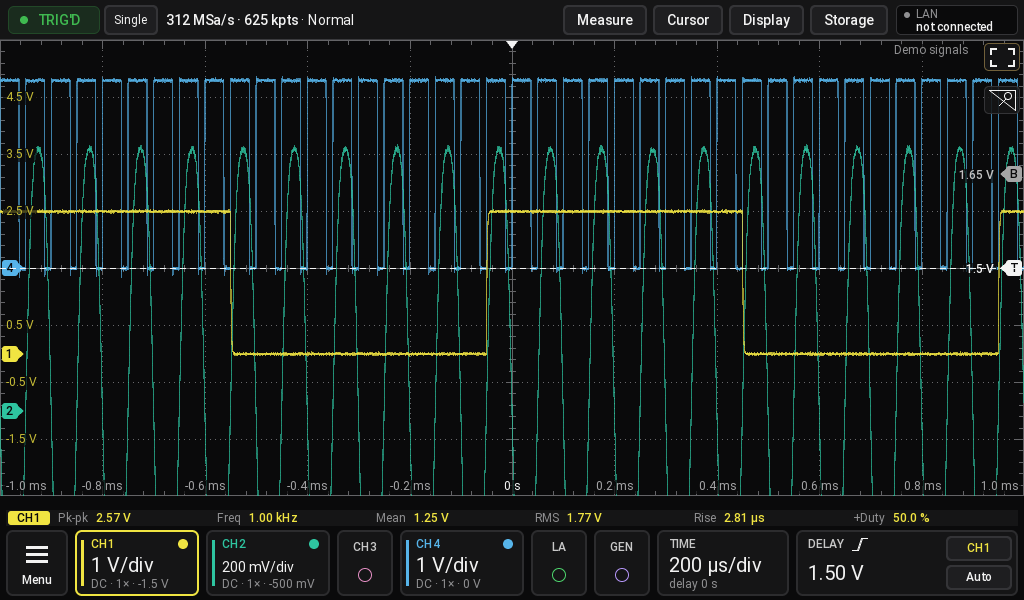 TRIG'D
Single
312 MSa/s · 625 kpts · Normal
Measure
Cursor
Display
Storage
LAN
not connected
Demo signals
4.5 V
3.5 V
1.65 V
B
2.5 V
4
1.5 V
T
0.5 V
1
-0.5 V
2
-1.5 V
-1.0 ms
-0.8 ms
-0.6 ms
-0.4 ms
-0.2 ms
0 s
0.2 ms
0.4 ms
0.6 ms
0.8 ms
1.0 ms
CH1
Pk-pk 2.57 V
Freq 1.00 kHz
Mean 1.25 V
RMS 1.77 V
Rise 2.81 µs
+Duty 50.0 %
Menu
CH1
1 V/div
DC · 1× · -1.5 V
CH2
200 mV/div
DC · 1× · -500 mV
CH3
CH4
1 V/div
DC · 1× · 0 V
LA
GEN
TIME
200 µs/div
delay 0 s
DELAY
1.50 V
CH1
Auto